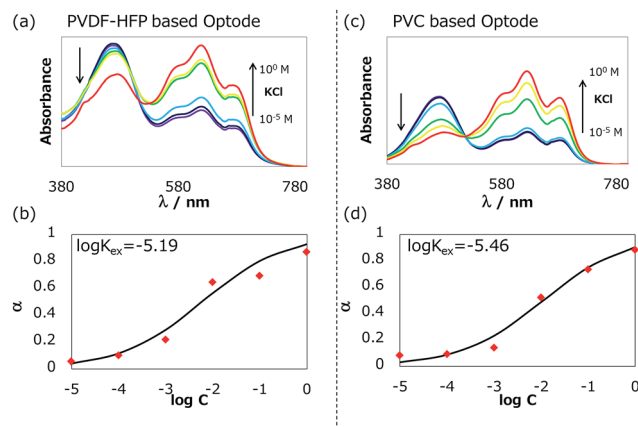 (a) PVDF-HFP based Optode
Absorbance
10⁰ M
KCl
10⁻⁵ M
380 580 780
λ / nm
(b)
logKex=-5.19
α
1
0.8
0.6
0.4
0.2
0
-5 -4 -3 -2 -1 0
log C
(c) PVC based Optode
Absorbance
10⁰ M
KCl
10⁻⁵ M
380 580 780
λ / nm
(d)
logKex=-5.46
α
1
0.8
0.6
0.4
0.2
0
-5 -4 -3 -2 -1 0
log C